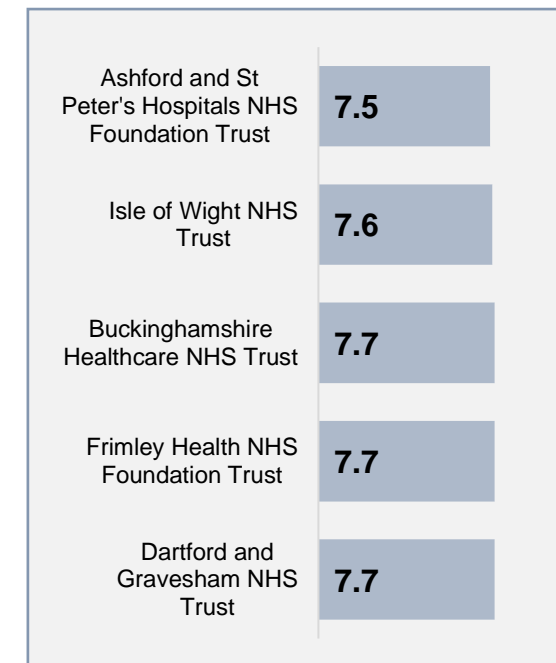 Ashford and St
Peter's Hospitals NHS
Foundation Trust
7.5
Isle of Wight NHS
Trust
7.6
Buckinghamshire
Healthcare NHS Trust
7.7
Frimley Health NHS
Foundation Trust
7.7
Dartford and
Gravesham NHS
Trust
7.7